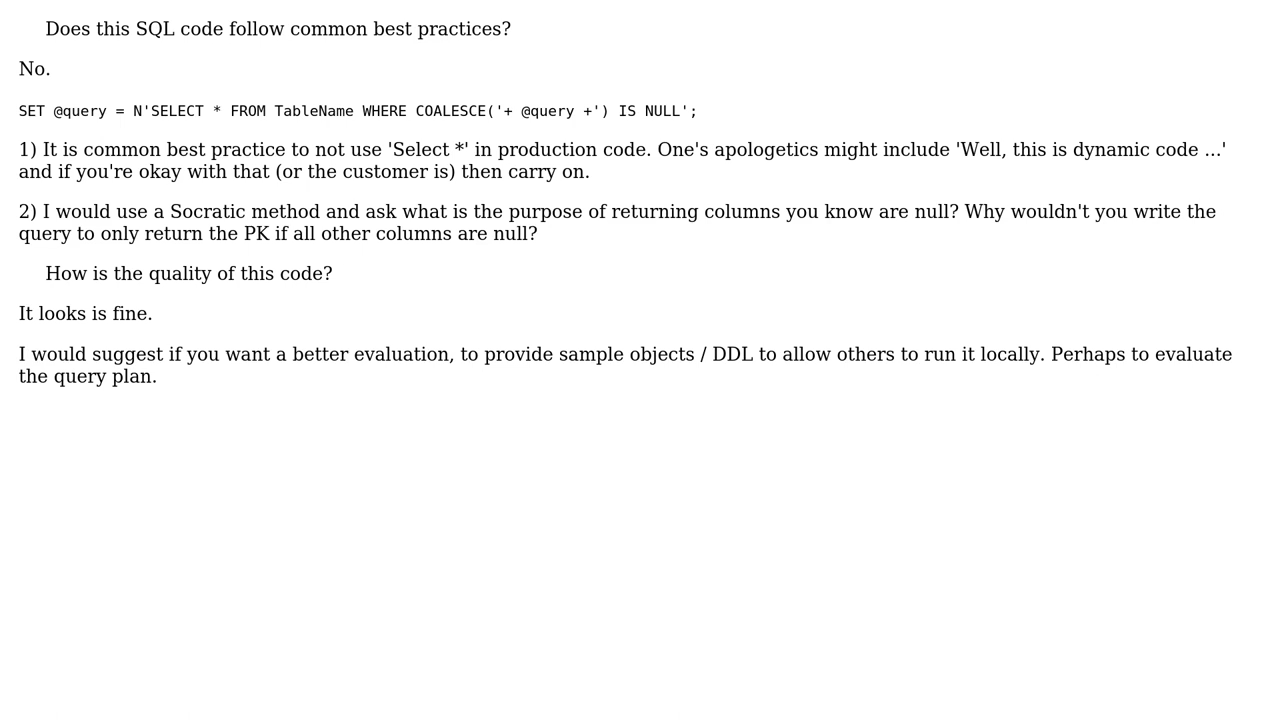 Does this SQL code follow common best practices?
No.
SET @query = N'SELECT * FROM TableName WHERE COALESCE('+ @query +') IS NULL';
1) It is common best practice to not use 'Select *' in production code. One's apologetics might include 'Well, this is dynamic code ...'
and if you're okay with that (or the customer is) then carry on.
2) I would use a Socratic method and ask what is the purpose of returning columns you know are null? Why wouldn't you write the
query to only return the PK if all other columns are null?
How is the quality of this code?
It looks is fine.
I would suggest if you want a better evaluation, to provide sample objects / DDL to allow others to run it locally. Perhaps to evaluate
the query plan.